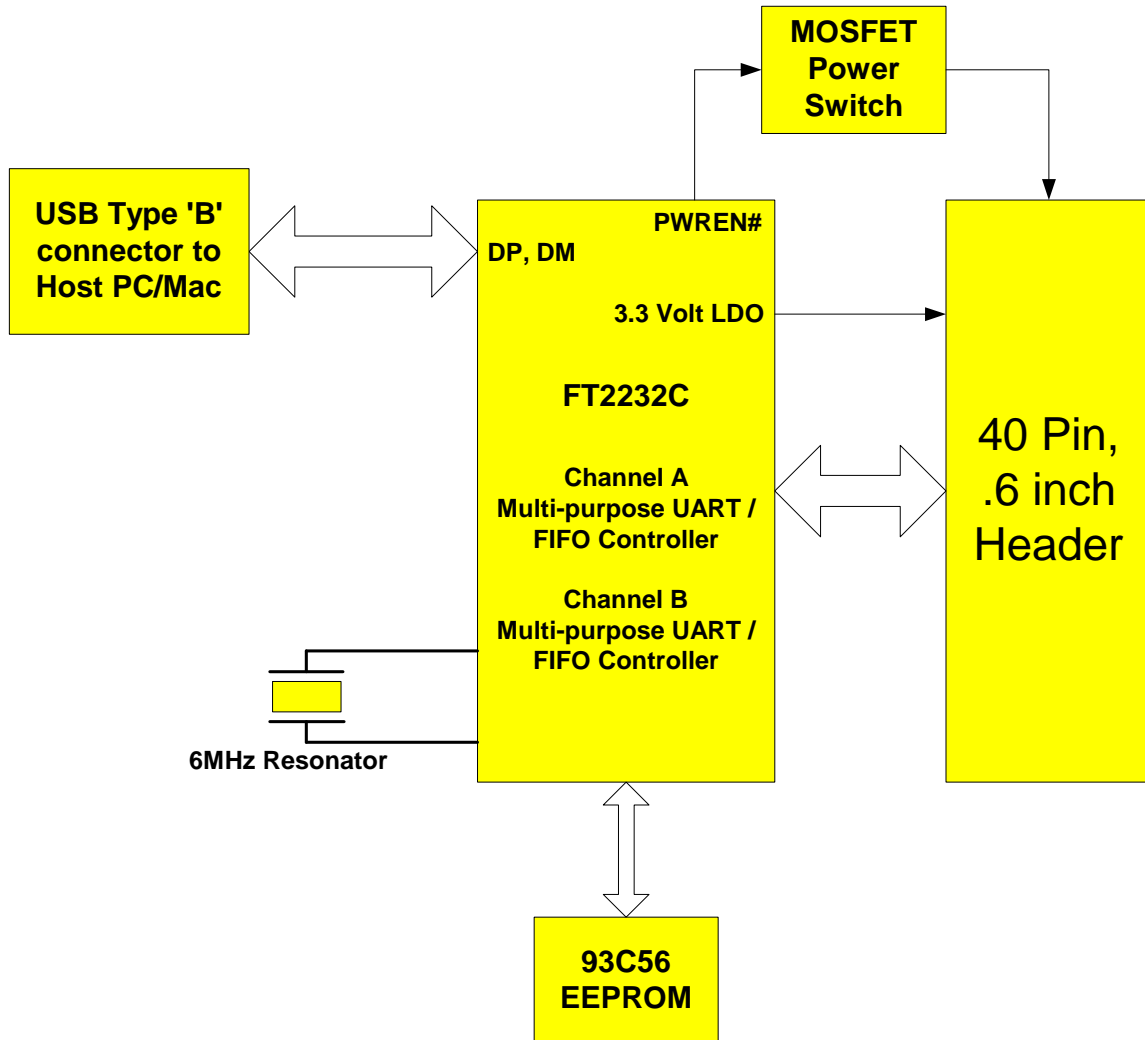 MOSFET
Power
Switch
USB Type 'B'
connector to
Host PC/Mac
PWREN#
DP, DM
3.3 Volt LDO
FT2232C
Channel A
Multi-purpose UART /
FIFO Controller
Channel B
Multi-purpose UART /
FIFO Controller
40 Pin,
.6 inch
Header
6MHz Resonator
93C56
EEPROM